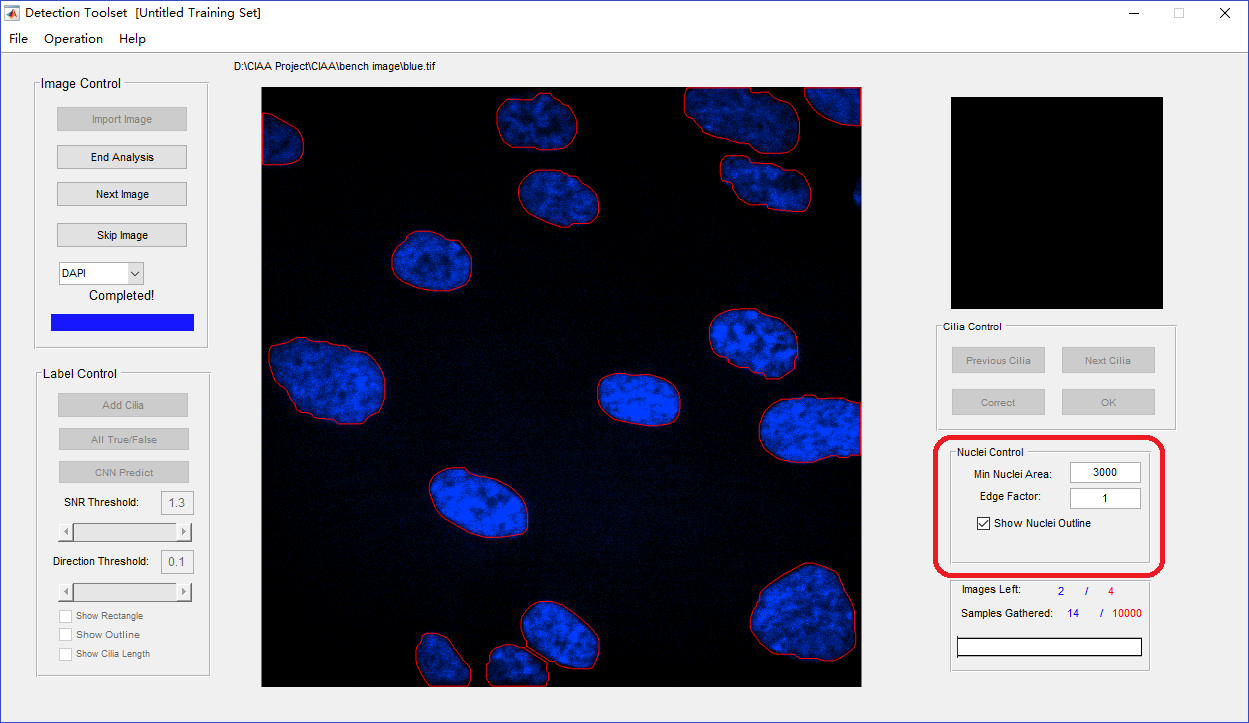 Detection Toolset [Untitled Training Set]
File Operation Help
D:\CIAA Project\CIAA\bench image\blue.tif
Image Control
Import Image
End Analysis
Next Image
Skip Image
DAPI
Completed!
Label Control
Add Cilia
All True/False
CNN Predict
SNR Threshold: 1.3
Direction Threshold: 0.1
Show Rectangle
Show Outline
Show Cilia Length
Cilia Control
Previous Cilia Next Cilia
Correct OK
Nuclei Control
Min Nuclei Area: 3000
Edge Factor: 1
Show Nuclei Outline
Images Left: 2 / 4
Samples Gathered: 14 / 10000